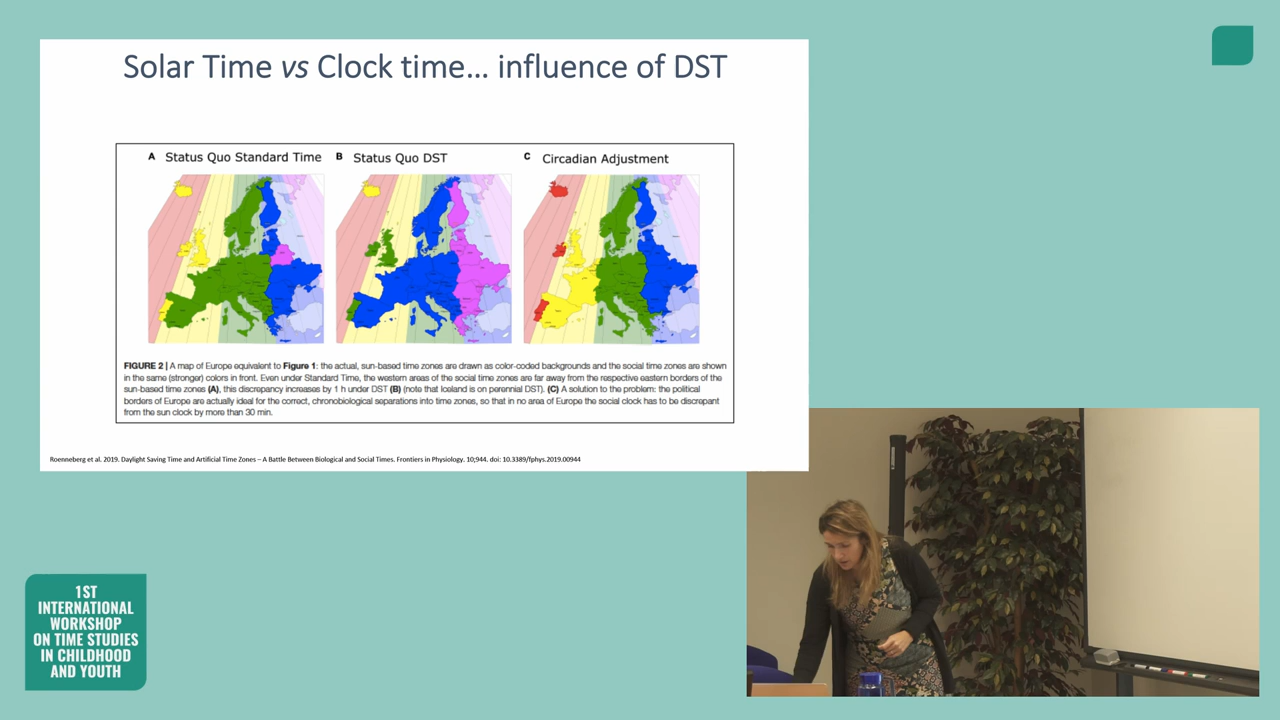 Solar Time vs Clock time... influence of DST
A Status Quo Standard Time B Status Quo DST C Circadian Adjustment
FIGURE 2 | A map of Europe equivalent to Figure 1: the actual, sun-based time zones are drawn as color-coded backgrounds and the social time zones are shown
in the same (stronger) colors in front. Even under Standard Time, the western areas of the social time zones are far away from the respective eastern borders of the
sun-based time zones (A), this discrepancy increases by 1 h under DST (B) (note that Iceland is on perennial DST). (C) A solution to the problem: the political
borders of Europe are actually ideal for the correct, chronobiological separations into time zones, so that in no area of Europe the social clock has to be discrepant
from the sun clock by more than 30 min.
Roenneberg et al. 2019. Daylight Saving Time and Artificial Time Zones – A Battle Between Biological and Social Times. Frontiers in Physiology. 10;944. doi: 10.3389/fphys.2019.00944
1ST
INTERNATIONAL
WORKSHOP
ON TIME STUDIES
IN CHILDHOOD
AND YOUTH